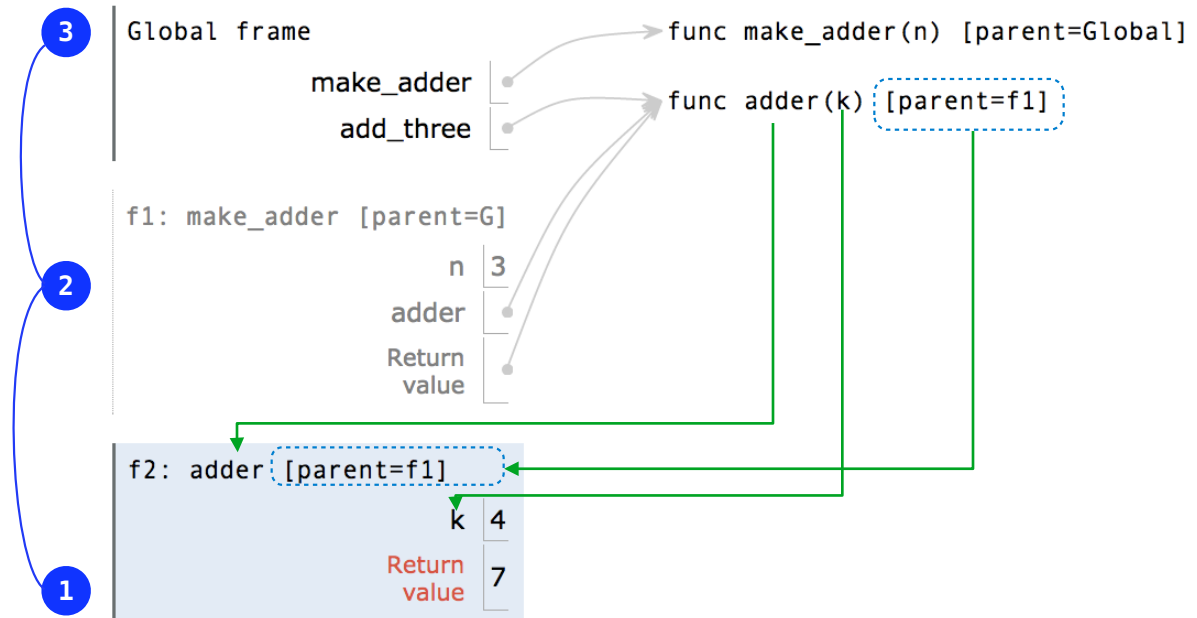 3
Global frame
func make_adder(n) [parent=Global]
make_adder
func adder(k) [parent=f1]
add_three
f1: make_adder [parent=G]
2
n 3
adder
Return
value
f2: adder [parent=f1]
k 4
Return
value
7
1